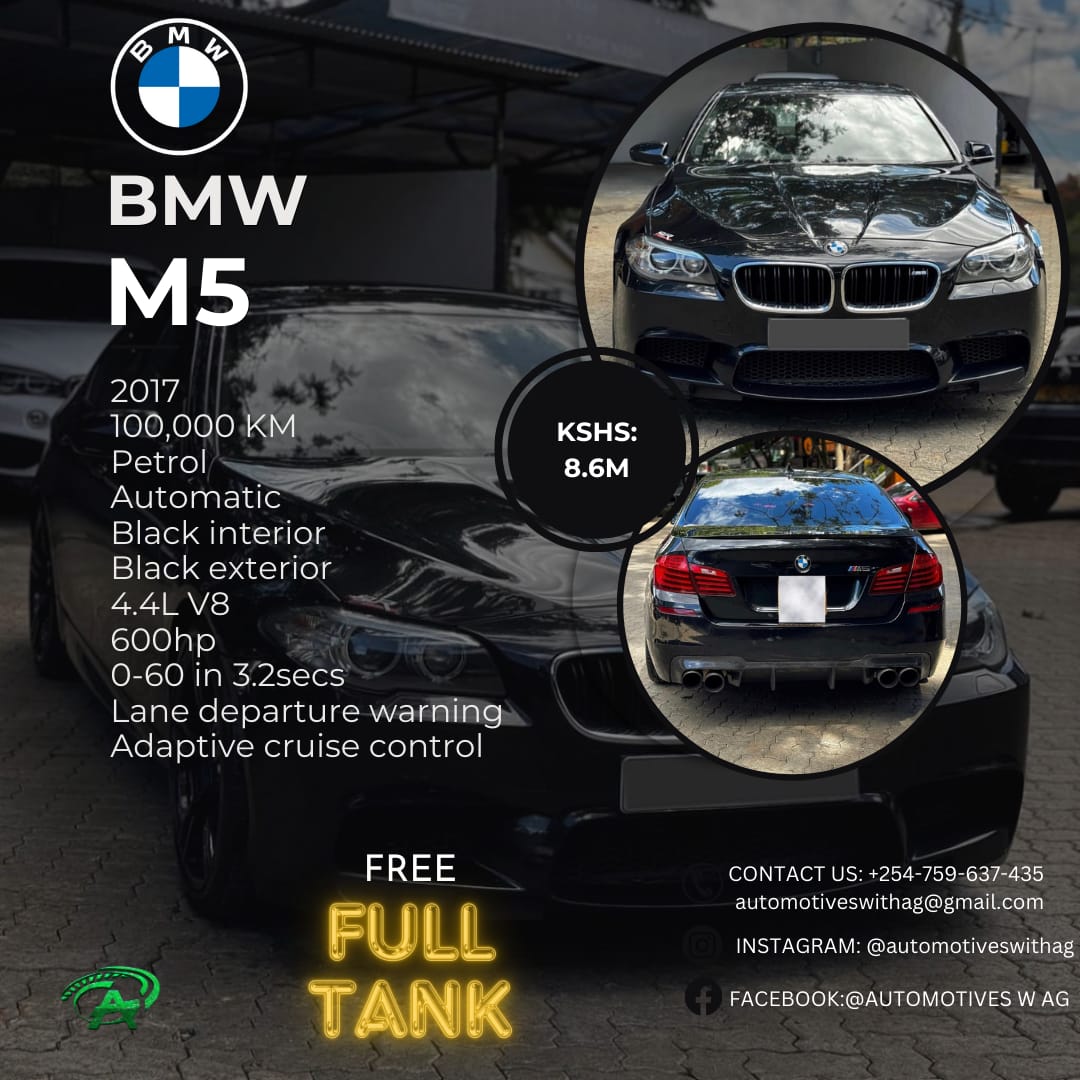 BMW
BMW
M5
2017
100,000 KM
Petrol
Automatic
Black interior
Black exterior
4.4L V8
600hp
0-60 in 3.2secs
Lane departure warning
Adaptive cruise control
KSHS:
8.6M
M5
FREE
FULL
TANK
CONTACT US: +254-759-637-435
automotiveswithag@gmail.com
INSTAGRAM: @automotiveswithag
FACEBOOK:@AUTOMOTIVES W AG